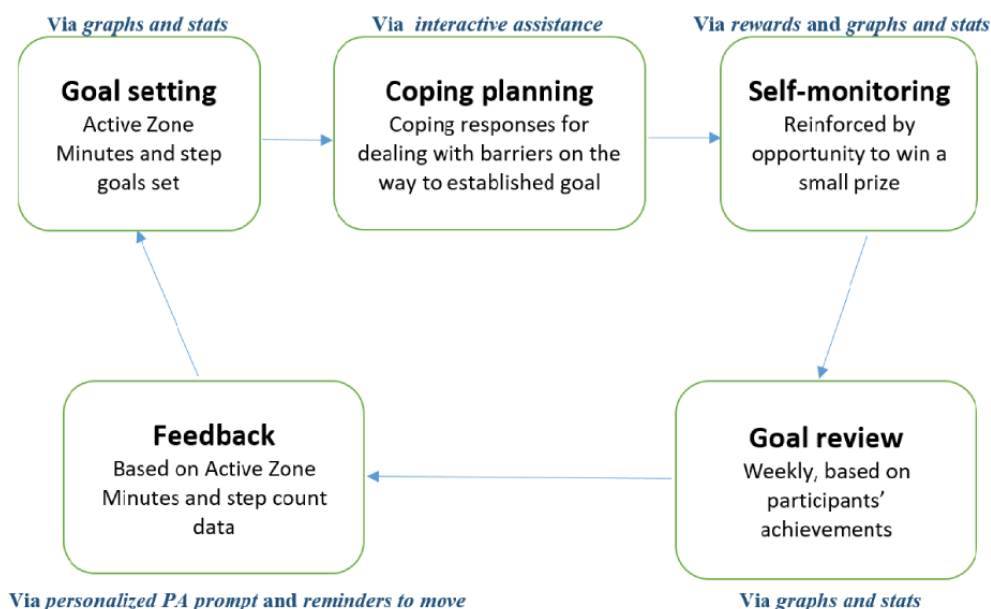 Via graphs and stats
Goal setting
Active Zone
Minutes and step
goals set
Via interactive assistance
Coping planning
Coping responses for
dealing with barriers on the
way to established goal
Via rewards and graphs and stats
Self-monitoring
Reinforced by
opportunity to win a
small prize
Goal review
Weekly, based on
participants’
achievements
Via graphs and stats
Feedback
Based on Active Zone
Minutes and step count
data
Via personalized PA prompt and reminders to move